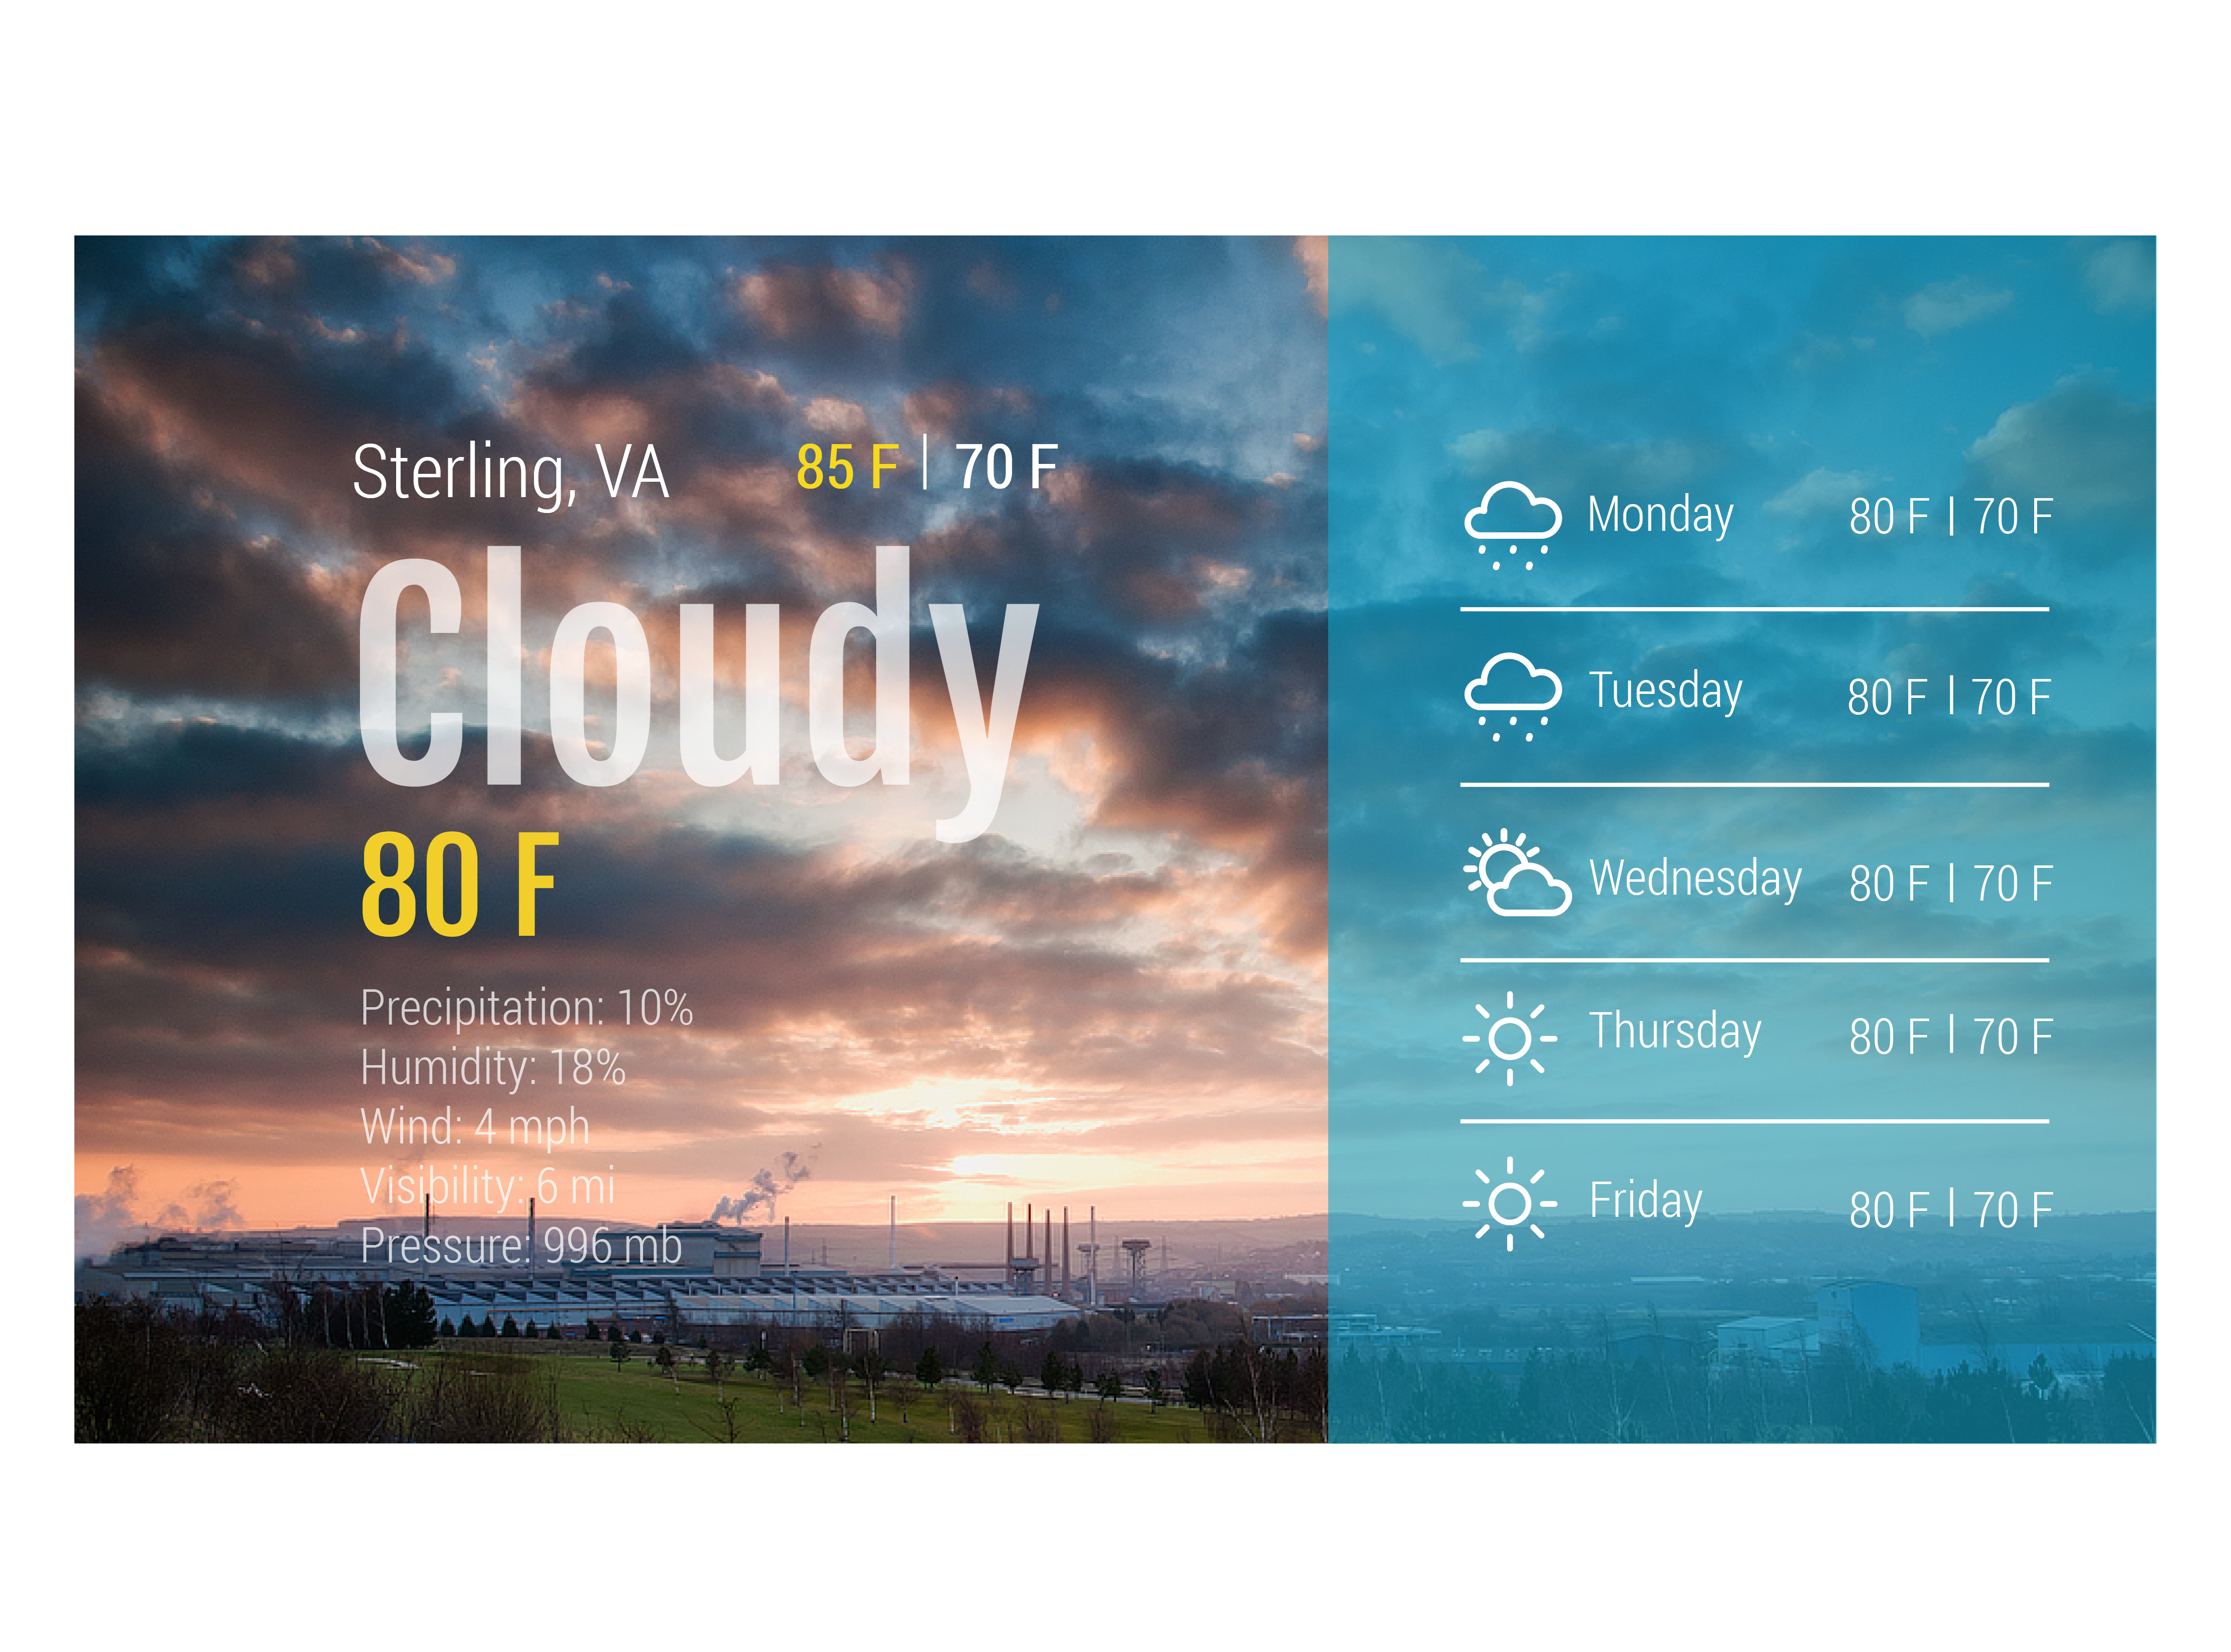 Sterling, VA 85 F | 70 F
Cloudy
80 F
Precipitation: 10%
Humidity: 18%
Wind: 4 mph
Visibility: 6 mi
Pressure: 996 mb
Monday 80 F | 70 F
Tuesday 80 F | 70 F
Wednesday 80 F | 70 F
Thursday 80 F | 70 F
Friday 80 F | 70 F